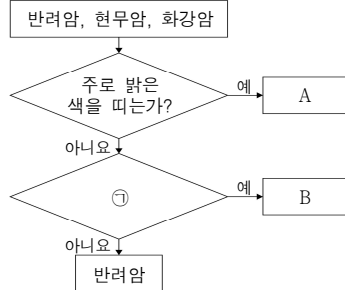 반려암, 현무암, 화강암
주로 밝은
색을 띠는가?
예
A
아니요
㉠
예
B
아니요
반려암